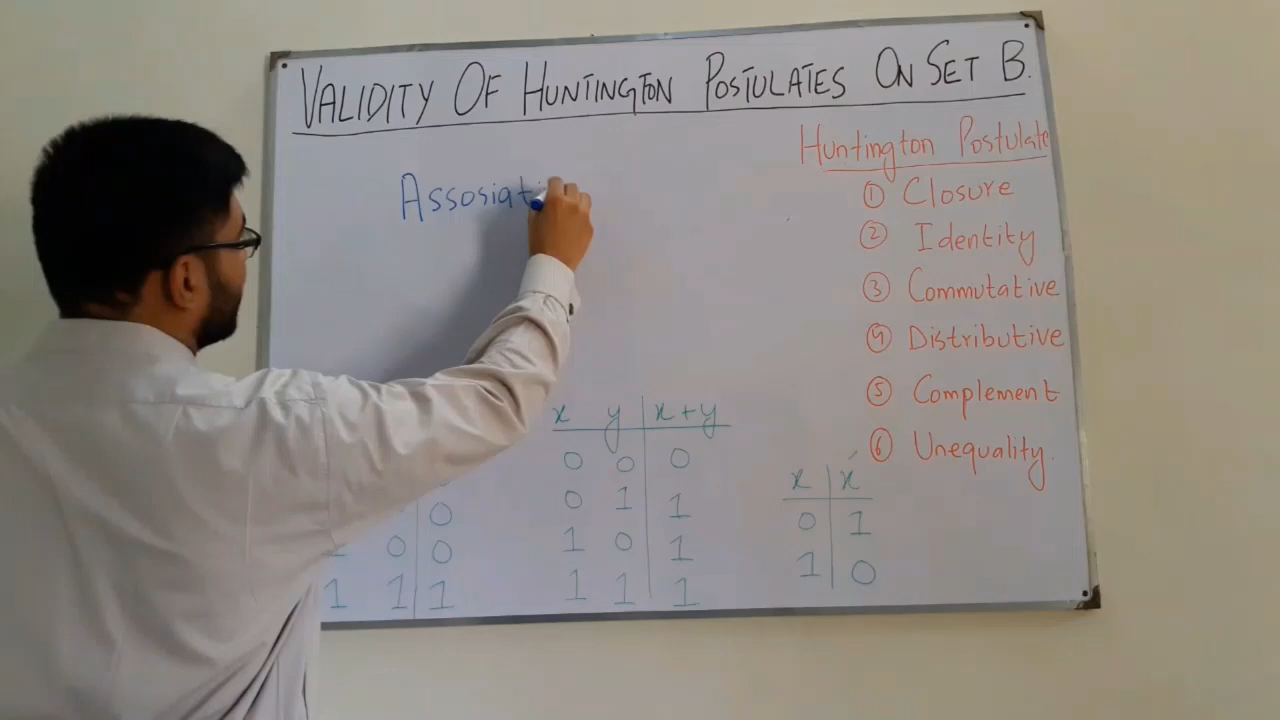 VALIDITY OF HUNTINGTON POSTULATES ON SET B.
Huntington Postulate
① Closure
② Identity
③ Commutative
④ Distributive
⑤ Complement
⑥ Unequality.
Assosiati
0
1 0 0
1 1 1
x y x+y
0 0 0
0 1 1
1 0 1
1 1 1
x x′
0 1
1 0